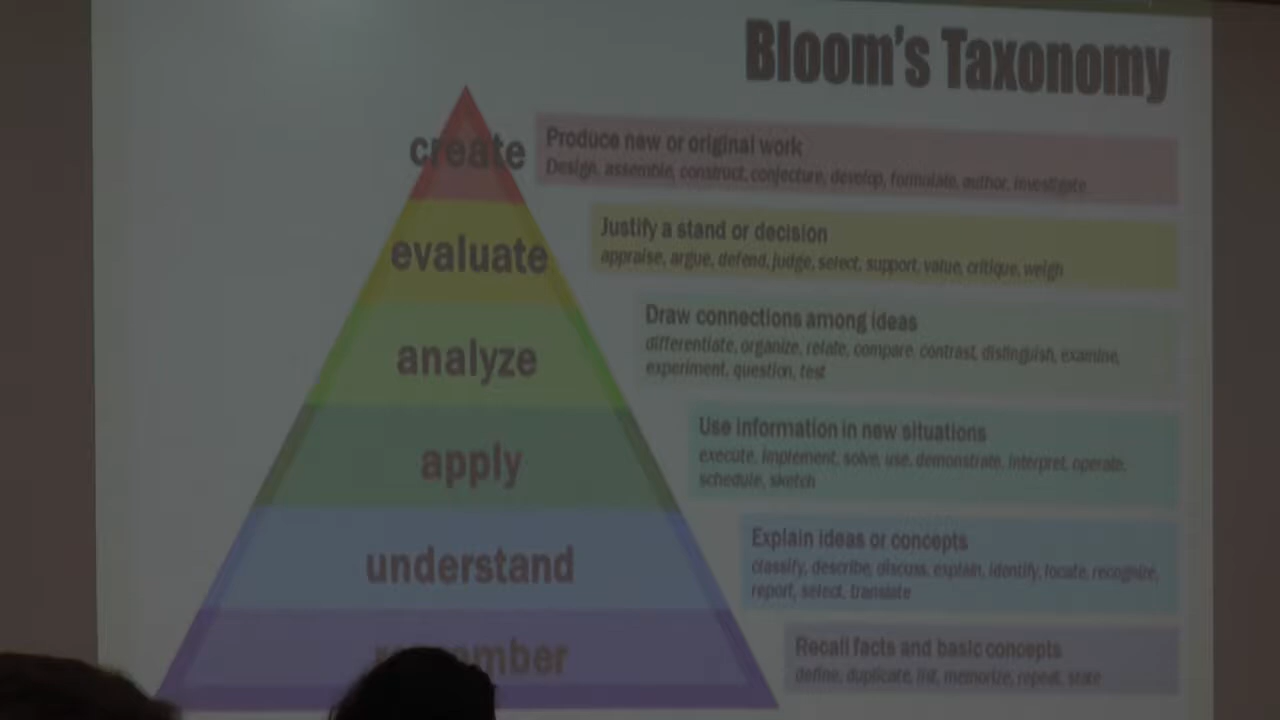 Bloom's Taxonomy
create
Produce new or original work
Design, assemble, construct, conjecture, develop, formulate, author, investigate
evaluate
Justify a stand or decision
appraise, argue, defend, judge, select, support, value, critique, weigh
analyze
Draw connections among ideas
differentiate, organize, relate, compare, contrast, distinguish, examine,
experiment, question, test
apply
Use information in new situations
execute, implement, solve, use, demonstrate, interpret, operate,
schedule, sketch
understand
Explain ideas or concepts
classify, describe, discuss, explain, identify, locate, recognize,
report, select, translate
remember
Recall facts and basic concepts
define, duplicate, list, memorize, repeat, state